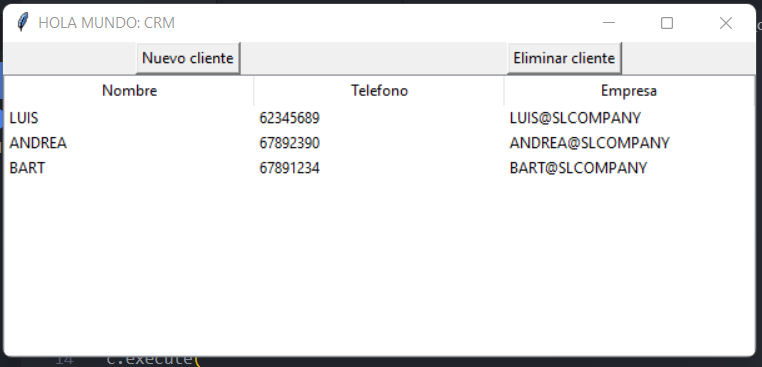 HOLA MUNDO: CRM
Nuevo cliente Eliminar cliente
Nombre Telefono Empresa
LUIS 62345689 LUIS@SLCOMPANY
ANDREA 67892390 ANDREA@SLCOMPANY
BART 67891234 BART@SLCOMPANY
14 c.execute(